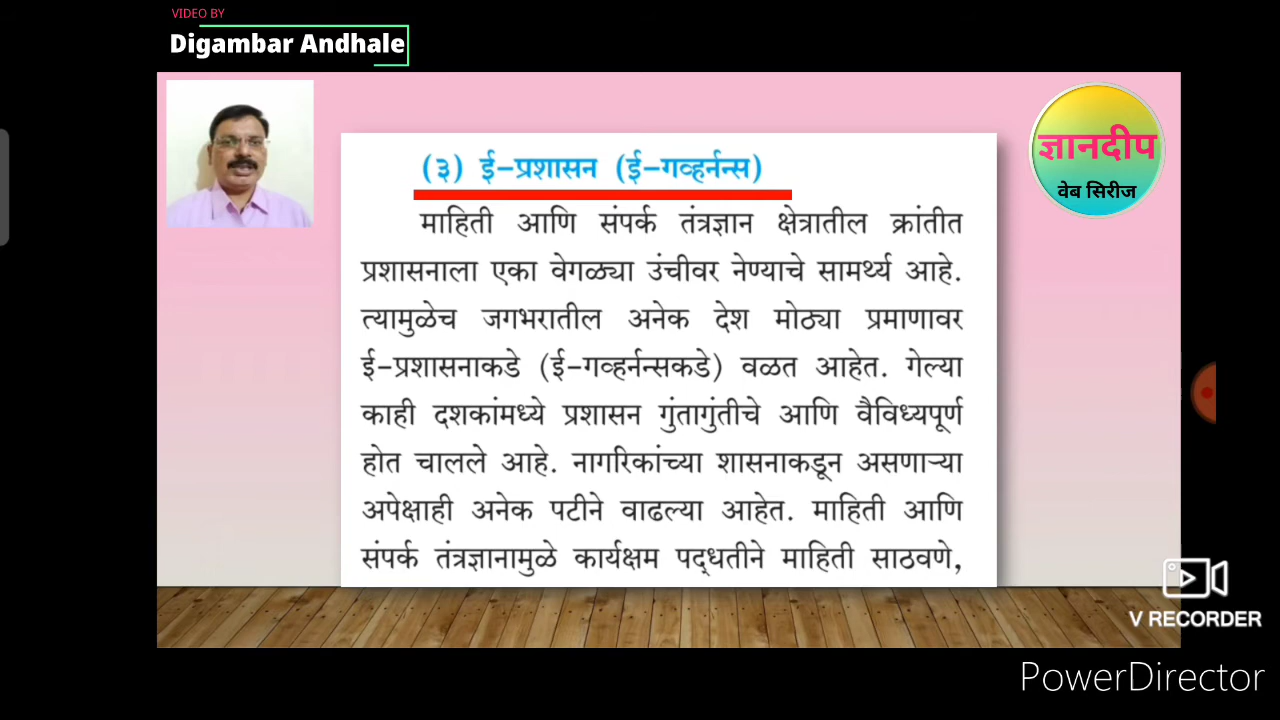 VIDEO BY
Digambar Andhale
ज्ञानदीप
वेब सिरीज
(३) ई-प्रशासन (ई-गव्हर्नन्स)
माहिती आणि संपर्क तंत्रज्ञान क्षेत्रातील क्रांतीत
प्रशासनाला एका वेगळ्या उंचीवर नेण्याचे सामर्थ्य आहे.
त्यामुळेच जगभरातील अनेक देश मोठ्या प्रमाणावर
ई-प्रशासनाकडे (ई-गव्हर्नन्सकडे) वळत आहेत. गेल्या
काही दशकांमध्ये प्रशासन गुंतागुंतीचे आणि वैविध्यपूर्ण
होत चालले आहे. नागरिकांच्या शासनाकडून असणाऱ्या
अपेक्षाही अनेक पटीने वाढल्या आहेत. माहिती आणि
संपर्क तंत्रज्ञानामुळे कार्यक्षम पद्धतीने माहिती साठवणे,
V RECORDER
PowerDirector